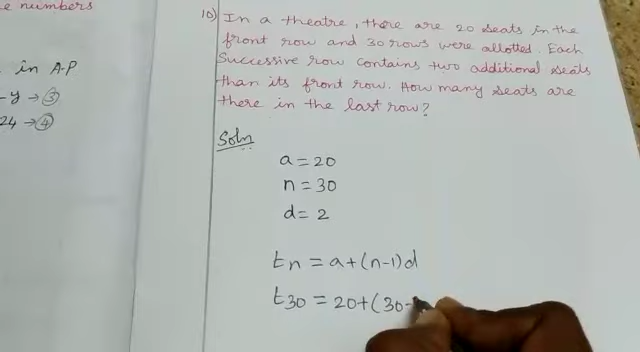 e numbers
in A.P
-y → ③
24 → ④
10) In a theatre, there are 20 seats in the
front row and 30 rows were allotted. Each
Successive row contains two additional seats
than its front row. How many seats are
there in the last row?
Soln
a = 20
n = 30
d = 2
tn = a+(n-1)d
t30 = 20+(30-